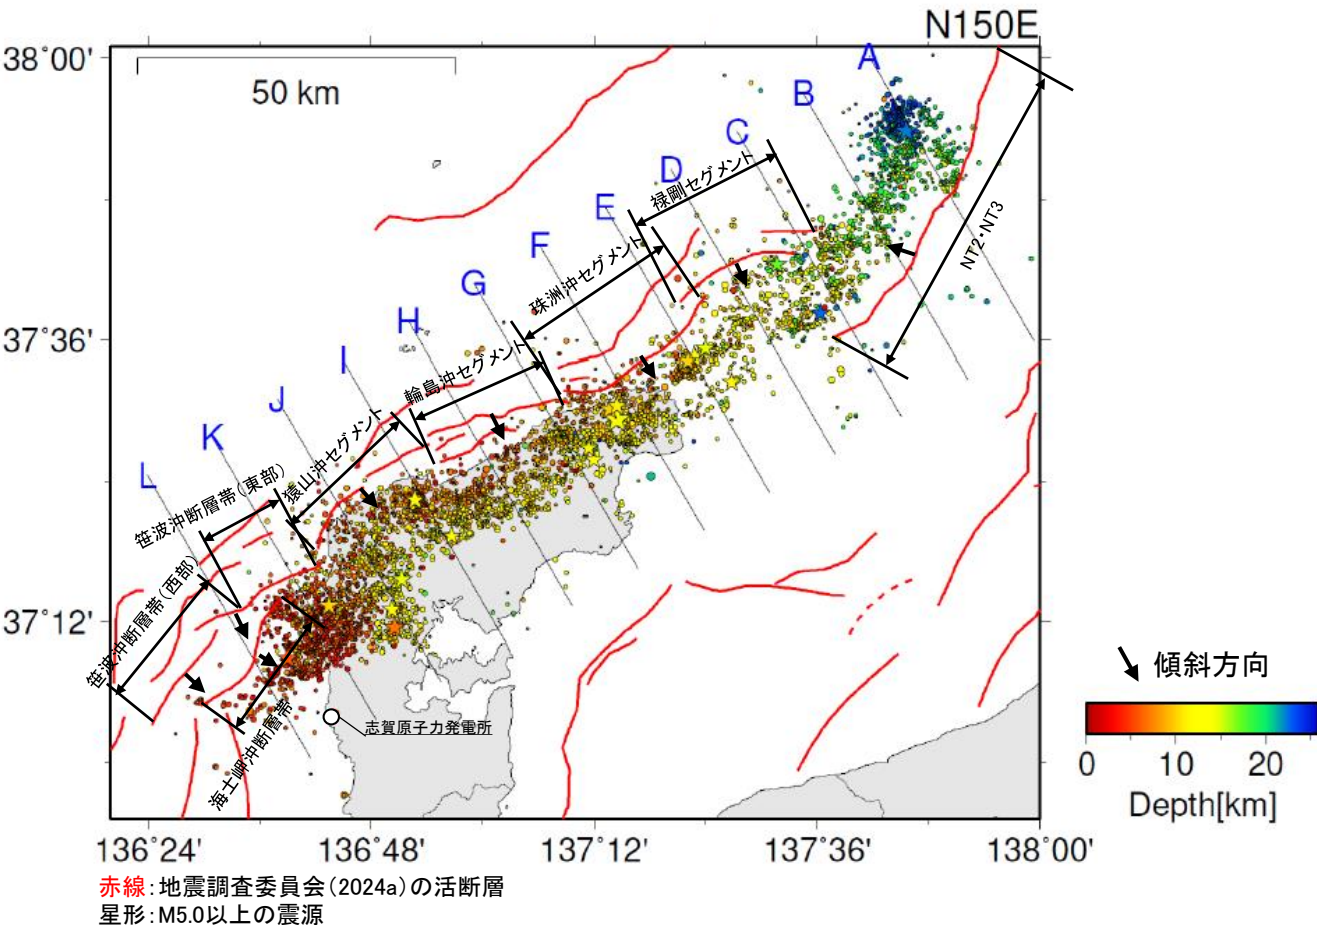 N150E
38°00'
37°36'
37°12'
50 km
A
B
C
D
E
F
G
H
I
J
K
L
禄剛セグメント
珠洲沖セグメント
輪島沖セグメント
猿山沖セグメント
笹波沖断層帯(東部)
笹波沖断層帯(西部)
海士岬沖断層帯
NT2・NT3
志賀原子力発電所
傾斜方向
0 10 20
Depth[km]
136°24' 136°48' 137°12' 137°36' 138°00'
赤線:地震調査委員会(2024a)の活断層
星形:M5.0以上の震源